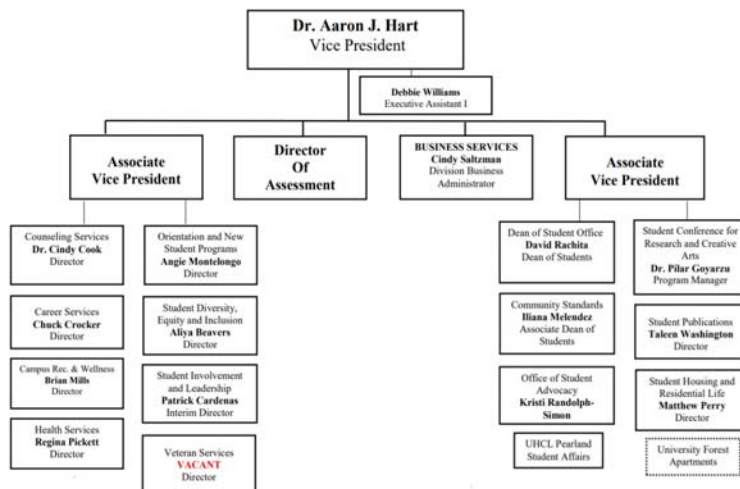 Dr. Aaron J. Hart
Vice President
Debbie Williams
Executive Assistant I
Associate
Vice President
Director
Of
Assessment
BUSINESS SERVICES
Cindy Saltzman
Division Business
Administrator
Associate
Vice President
Counseling Services
Dr. Cindy Cook
Director
Career Services
Chuck Crocker
Director
Campus Rec. & Wellness
Brian Mills
Director
Health Services
Regina Pickett
Director
Orientation and New
Student Programs
Angie Montelongo
Director
Student Diversity,
Equity and Inclusion
Aliya Beavers
Director
Student Involvement
and Leadership
Patrick Cardenas
Interim Director
Veteran Services
VACANT
Director
Dean of Student Office
David Rachita
Dean of Students
Community Standards
Iliana Melendez
Associate Dean of
Students
Office of Student
Advocacy
Kristi Randolph-
Simon
UHCL Pearland
Student Affairs
Student Conference for
Research and Creative
Arts
Dr. Pilar Goyarzu
Program Manager
Student Publications
Taleen Washington
Director
Student Housing and
Residential Life
Matthew Perry
Director
University Forest
Apartments